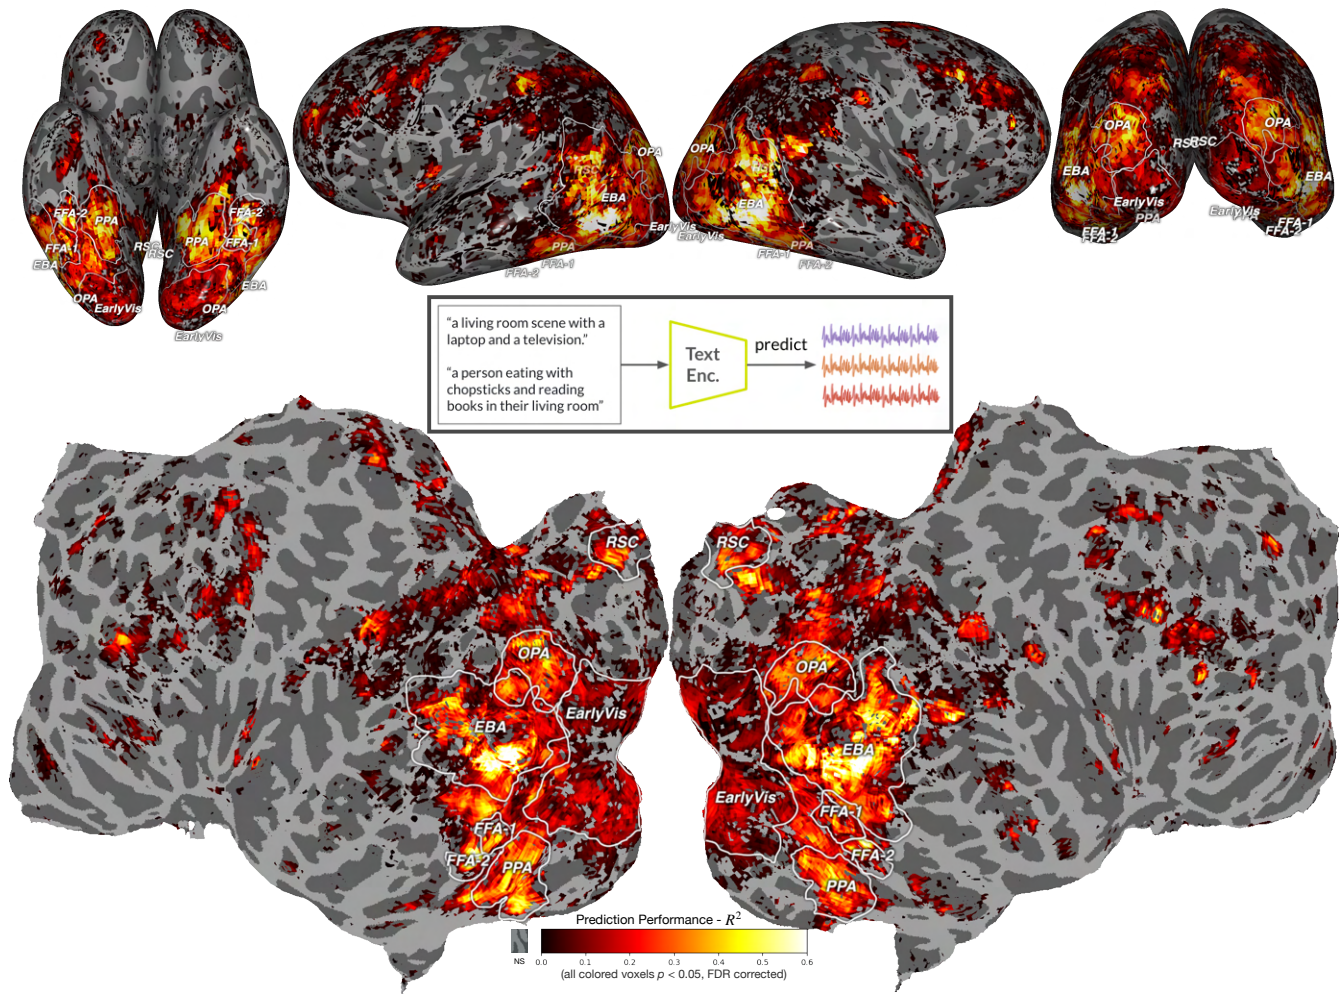 OPA
RSC
RSC
OPA
EBA
EBA
EarlyVis
EarlyVis
PPA
FFA-1
FFA-2
FFA-1
FFA-2
OPA
RSC
EBA
EarlyVis
PPA
FFA-1
FFA-2
OPA
EBA
EarlyVis
PPA
FFA-1
FFA-2
FFA-2
PPA
FFA-2
FFA-1
PPA
FFA-1
RSC
RSC
EBA
EBA
OPA
EarlyVis
OPA
EarlyVis
"a living room scene with a
laptop and a television."
"a person eating with
chopsticks and reading
books in their living room"
Text
Enc.
predict
RSC
RSC
OPA
OPA
EBA
EarlyVis
EBA
EarlyVis
FFA-1
FFA-2
PPA
FFA-1
FFA-2
PPA
Prediction Performance - R²
NS
0.0 0.1 0.2 0.3 0.4 0.5 0.6
(all colored voxels p < 0.05, FDR corrected)